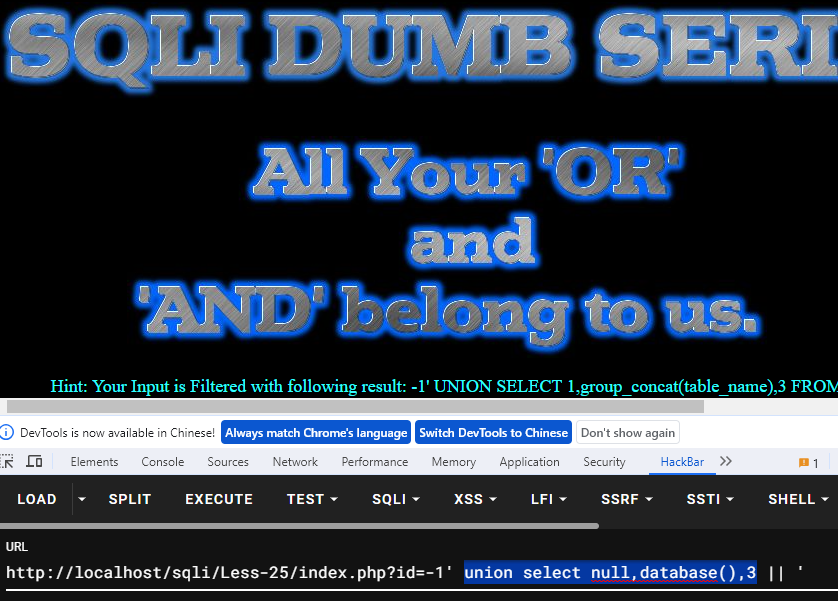 SQLI DUMB SERI
All Your 'OR'
and
'AND' belong to us.
Hint: Your Input is Filtered with following result: -1' UNION SELECT 1,group_concat(table_name),3 FROM
DevTools is now available in Chinese! Always match Chrome's language Switch DevTools to Chinese Don't show again
Elements Console Sources Network Performance Memory Application Security HackBar 1
LOAD SPLIT EXECUTE TEST SQLI XSS LFI SSRF SSTI SHELL
URL
http://localhost/sqli/Less-25/index.php?id=-1' union select null,database(),3 || '